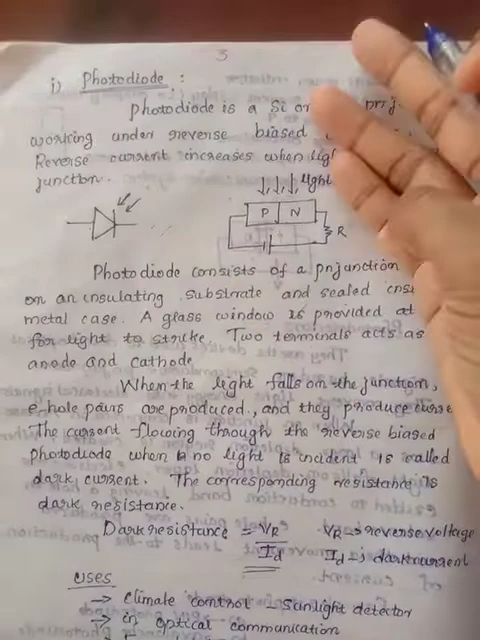 3
i) Photodiode :
Photodiode is a Si or
working under reverse biased
Reverse current increases when
junction.
light
P N
R
Photodiode consists of a pnjunction
on an insulating substrate and sealed
metal case. A glass window is provided at
for light to stroke. Two terminals acts as
anode and cathode
When the light falls on the junction,
e-hole pairs are produced, and they produce
The current flowing through the reverse biased
photodiode when no light is incident is called
dark current. The corresponding resistance is
dark resistance.
Dark resistance = VR / Id VR → reverse voltage
Id → dark current
Uses
→ climate control - Sunlight detector
→ in optical communication